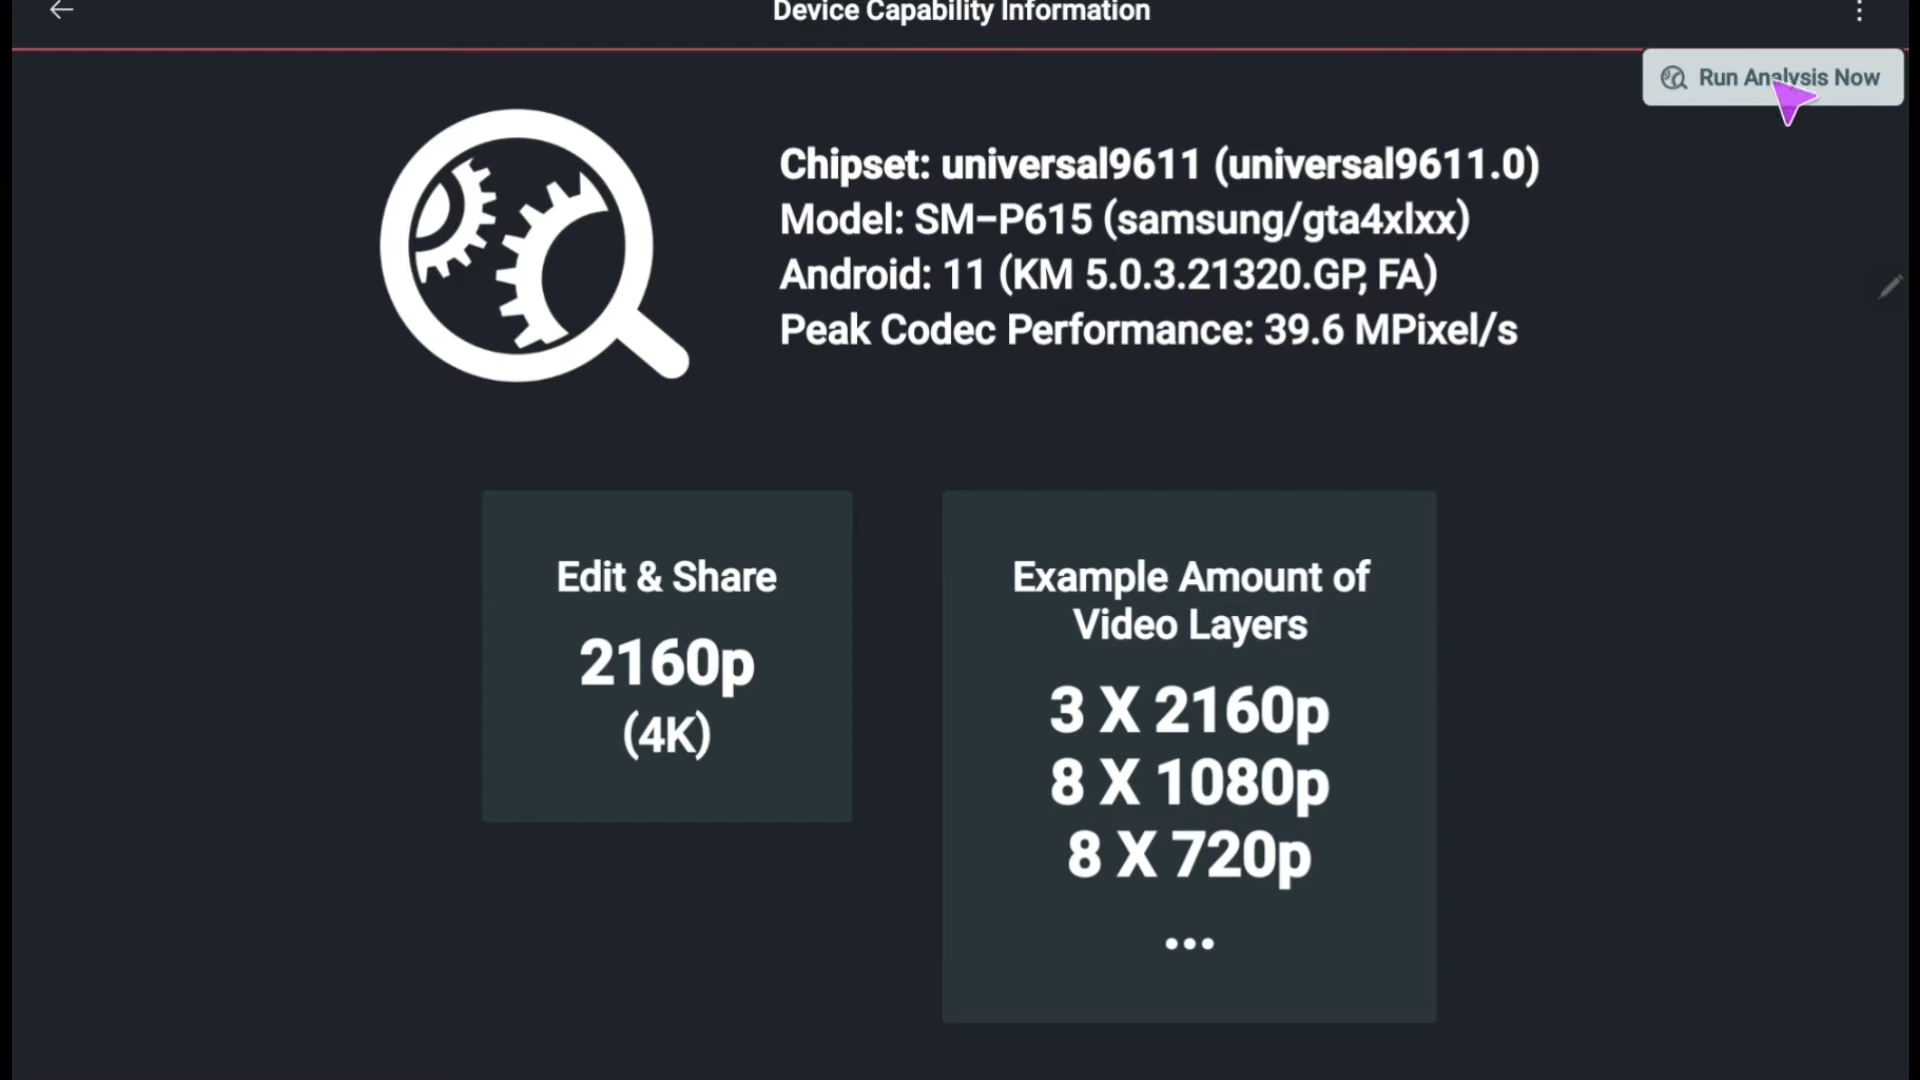 Device Capability Information
Run Analysis Now
Chipset: universal9611 (universal9611.0)
Model: SM-P615 (samsung/gta4xlxx)
Android: 11 (KM 5.0.3.21320.GP, FA)
Peak Codec Performance: 39.6 MPixel/s
Edit & Share
2160p
(4K)
Example Amount of
Video Layers
3 X 2160p
8 X 1080p
8 X 720p
...